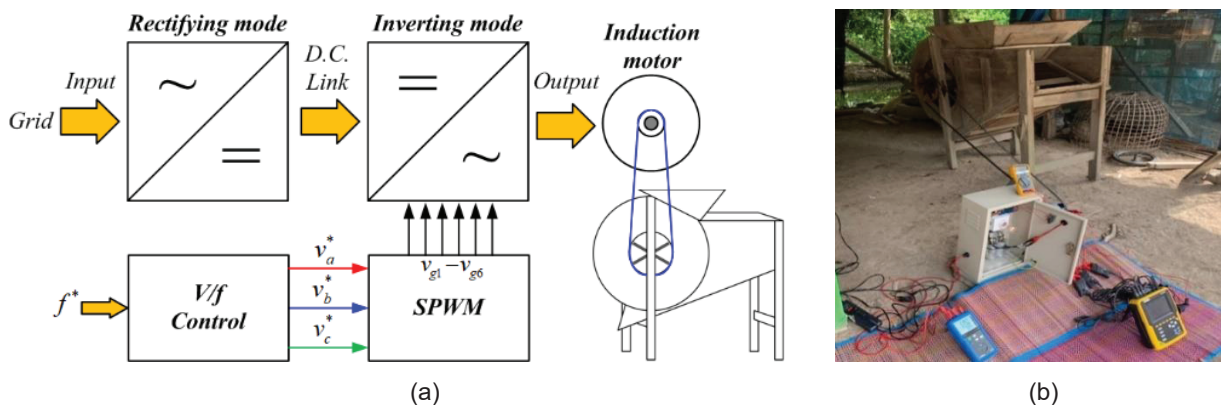 Rectifying mode
Inverting mode
Induction
motor
D.C.
Link
Input
Output
Grid
~
=
=
~
v*a
v*b
v*c
vg1 – vg6
f*
V/f
Control
SPWM
(a)
(b)